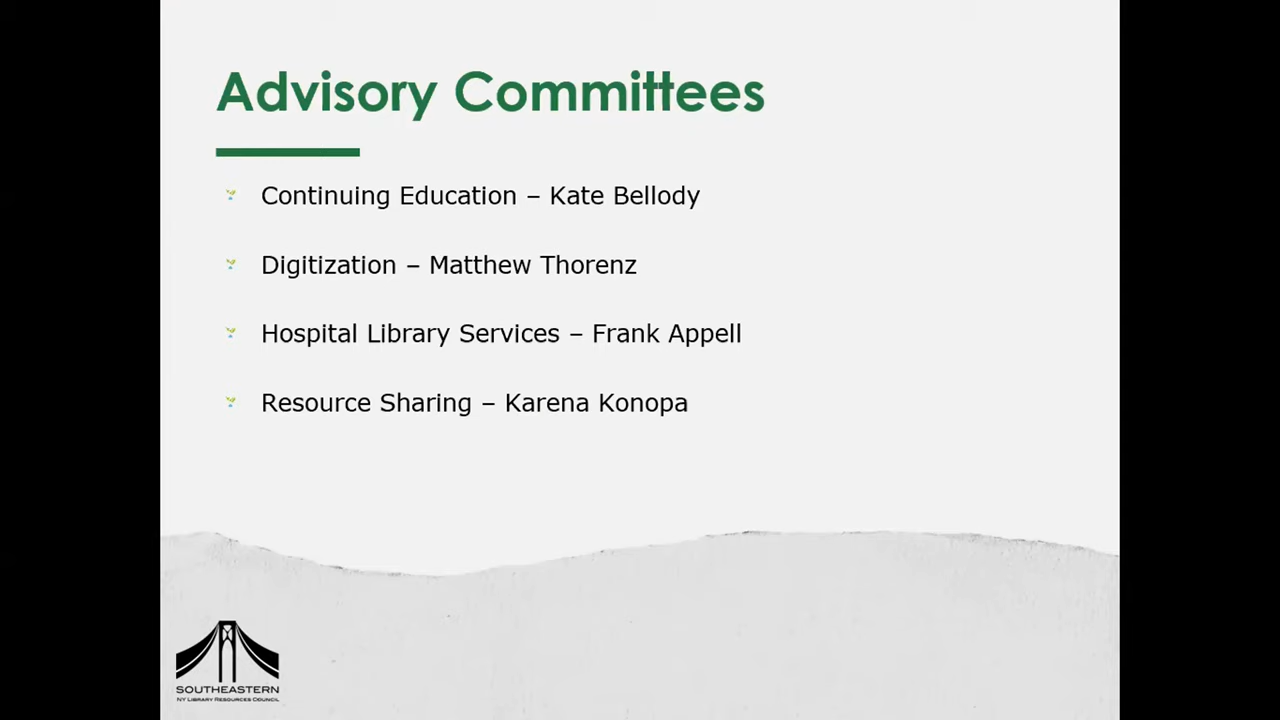 Advisory Committees
Continuing Education – Kate Bellody
Digitization – Matthew Thorenz
Hospital Library Services – Frank Appell
Resource Sharing – Karena Konopa
SOUTHEASTERN
NY LIBRARY RESOURCES COUNCIL